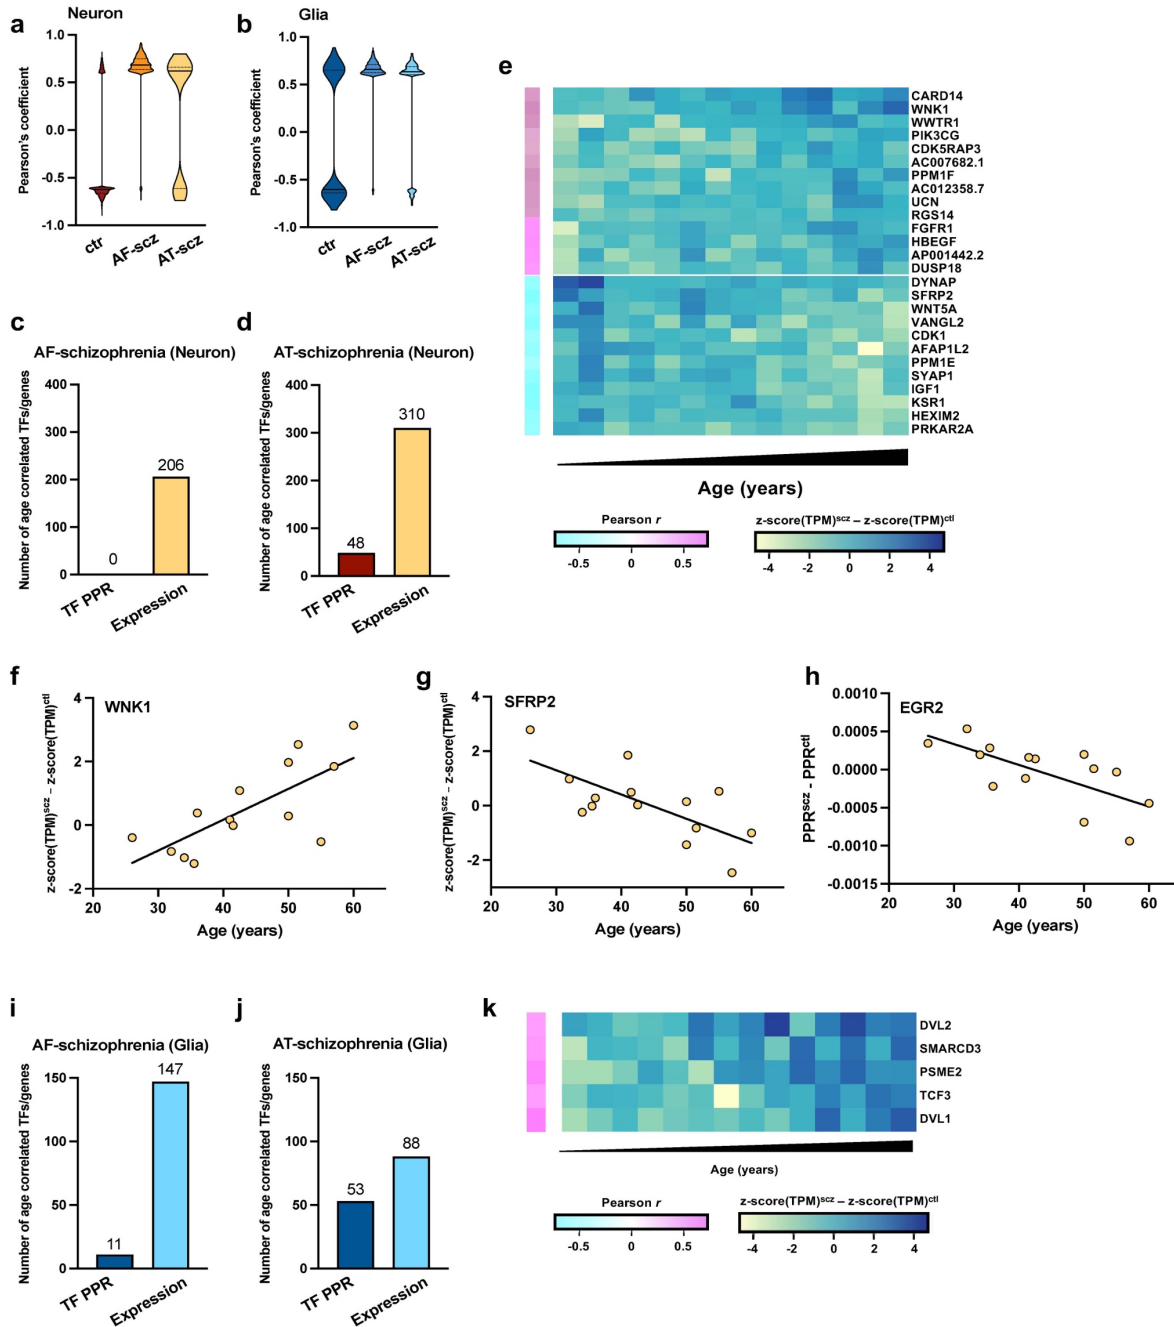 a
Neuron
Pearson's coefficient
1.0
0.5
0.0
-0.5
-1.0
ctr
AF-scz
AT-scz
b
Glia
Pearson's coefficient
1.0
0.5
0.0
-0.5
-1.0
ctr
AF-scz
AT-scz
c
AF-schizophrenia (Neuron)
Number of age correlated TFs/genes
400
300
200
100
0
0
206
TF PPR
Expression
d
AT-schizophrenia (Neuron)
Number of age correlated TFs/genes
400
300
200
100
0
48
310
TF PPR
Expression
e
CARD14
WNK1
WWTR1
PIK3CG
CDK5RAP3
AC007682.1
PPM1F
AC012358.7
UCN
RGS14
FGFR1
HBEGF
AP001442.2
DUSP18
DYNAP
SFRP2
WNT5A
VANGL2
CDK1
AFAP1L2
PPM1E
SYAP1
IGF1
KSR1
HEXIM2
PRKAR2A
Age (years)
Pearson r
-0.5 0 0.5
z-score(TPM)scz – z-score(TPM)ctl
-4 -2 0 2 4
f
WNK1
z-score(TPM)scz – z-score(TPM)ctl
4
2
0
-2
20 30 40 50 60
Age (years)
g
SFRP2
z-score(TPM)scz – z-score(TPM)ctl
4
2
0
-2
20 30 40 50 60
Age (years)
h
EGR2
PPRscz - PPRctl
0.0010
0.0005
0.0000
-0.0005
-0.0010
-0.0015
20 30 40 50 60
Age (years)
i
AF-schizophrenia (Glia)
Number of age correlated TFs/genes
150
100
50
0
11
147
TF PPR
Expression
j
AT-schizophrenia (Glia)
Number of age correlated TFs/genes
150
100
50
0
53
88
TF PPR
Expression
k
DVL2
SMARCD3
PSME2
TCF3
DVL1
Age (years)
Pearson r
-0.5 0 0.5
z-score(TPM)scz – z-score(TPM)ctl
-4 -2 0 2 4